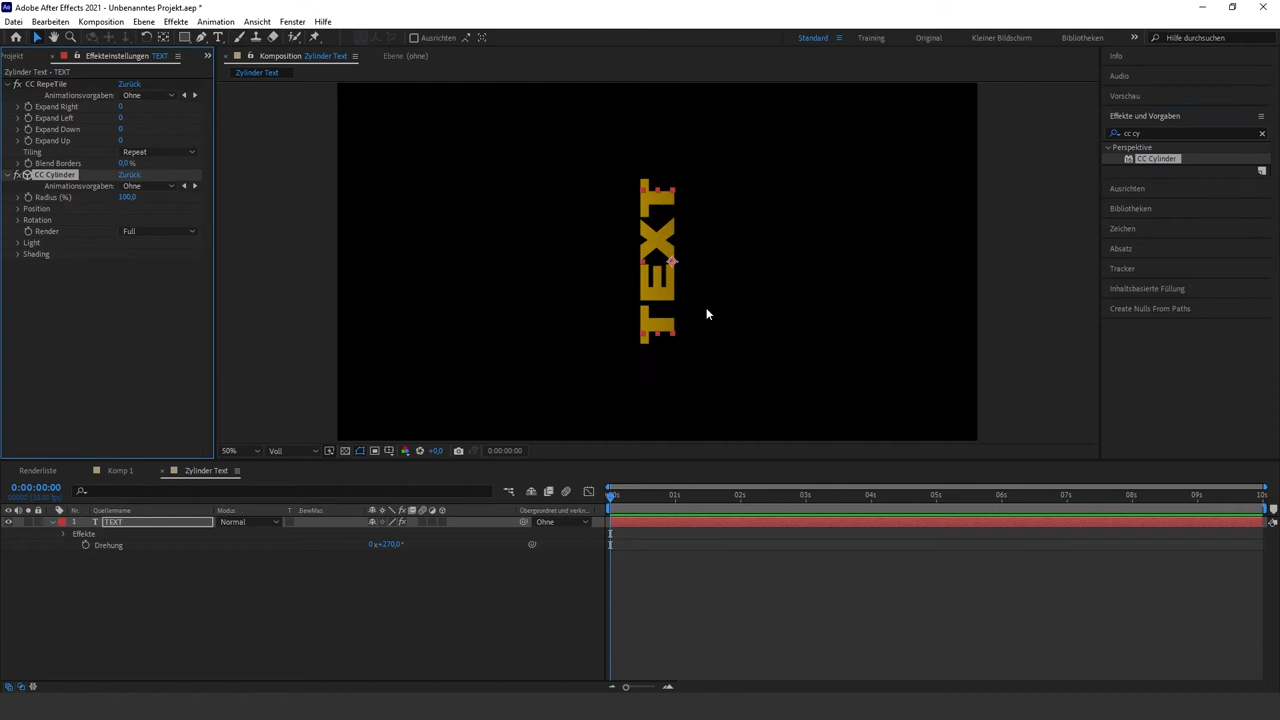 Adobe After Effects 2021 - Unbenanntes Projekt.aep *
Datei Bearbeiten Komposition Ebene Effekte Animation Ansicht Fenster Hilfe
Ausrichten Standard Training Original Kleiner Bildschirm Bibliotheken Hilfe durchsuchen
Projekt Effekteinstellungen TEXT Komposition Zylinder Text Ebene (ohne)
Zylinder Text - TEXT
Zylinder Text
fx CC RepeTile Zurück
Animationsvorgaben: Ohne
Expand Right 0
Expand Left 0
Expand Down 0
Expand Up 0
Tiling Repeat
Blend Borders 0,0 %
fx CC Cylinder Zurück
Animationsvorgaben: Ohne
Radius (%) 100,0
Position
Rotation
Render Full
Light
Shading
TEXT
Info
Audio
Vorschau
Effekte und Vorgaben
cc cy
Perspektive
CC Cylinder
Ausrichten
Bibliotheken
Zeichen
Absatz
Tracker
Inhaltsbasierte Füllung
Create Nulls From Paths
50% Voll +0,0 0:00:00:00
Renderliste Komp 1 Zylinder Text
0:00:00:00
Nr. Quellenname Modus T .BewMas Übergeordnet und verkn.
1 T TEXT Normal Ohne
Effekte
Drehung 0 x+270,0°
01s 02s 03s 04s 05s 06s 07s 08s 09s 10s